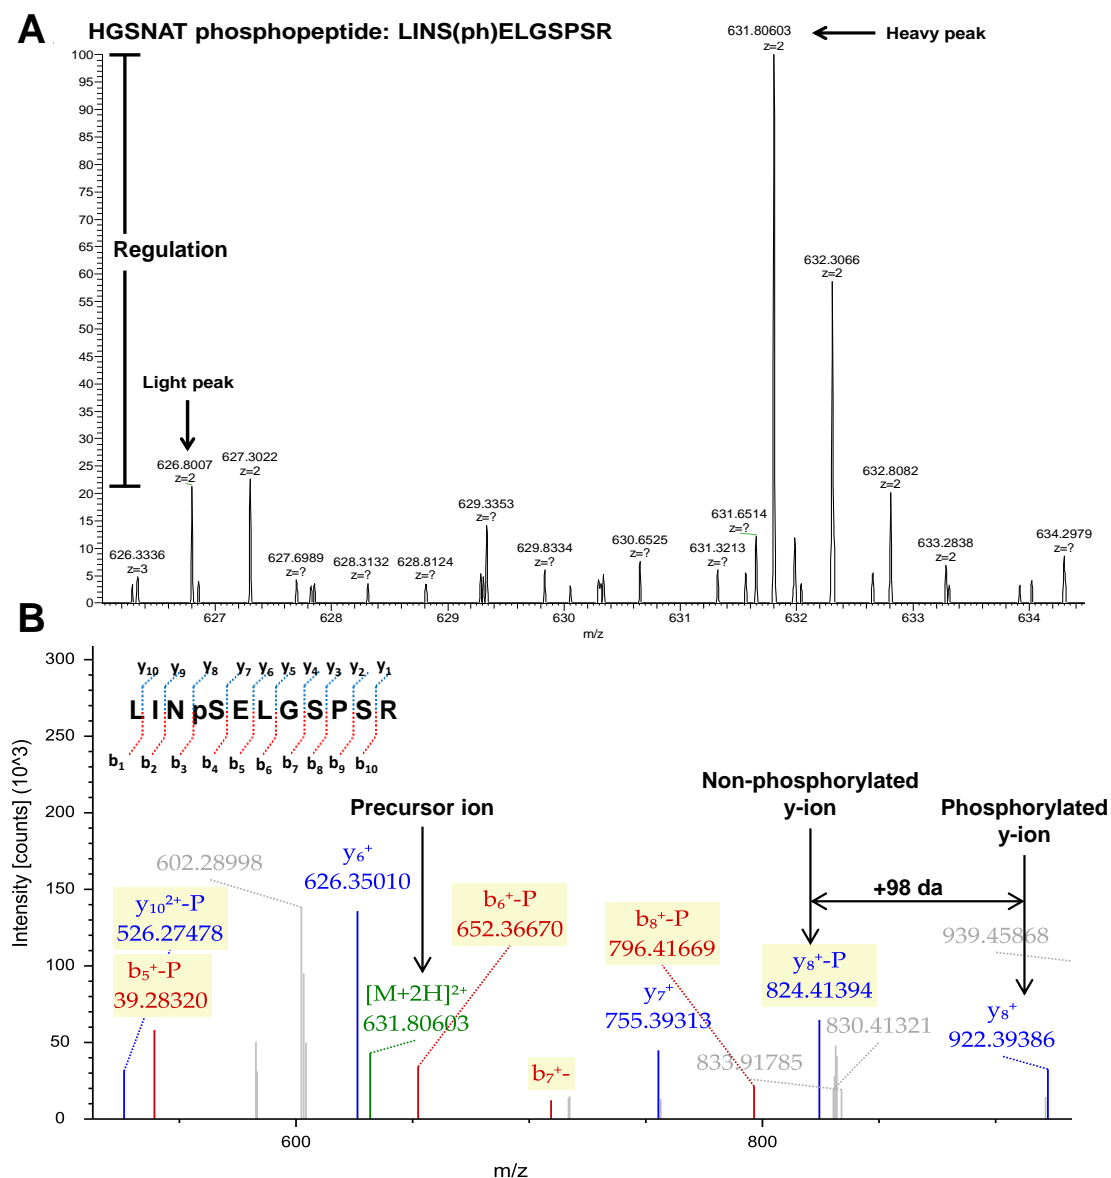 A
HGSNAT phosphopeptide: LINS(ph)ELGSPSR
631.80603
z=2
Heavy peak
100
95
90
85
80
75
70
65
60
55
50
45
40
35
30
25
20
15
10
5
0
Regulation
632.3066
z=2
Light peak
626.8007
z=2
627.3022
z=2
632.8082
z=2
629.3353
z=?
631.6514
z=?
626.3336
z=3
627.6989
z=?
628.3132
z=?
628.8124
z=?
629.8334
z=?
630.6525
z=?
631.3213
z=?
633.2838
z=2
634.2979
z=?
627 628 629 630 631 632 633 634
m/z
B
300
250
200
150
100
50
0
Intensity [counts] (10^3)
y10 y9 y8 y7 y6 y5 y4 y3 y2 y1
LINpSELGSPSR
b1 b2 b3 b4 b5 b6 b7 b8 b9 b10
Precursor ion
Non-phosphorylated
y-ion
Phosphorylated
y-ion
+98 da
602.28998
y6+
626.35010
y10 2+-P
526.27478
b5+-P
39.28320
b6+-P
652.36670
[M+2H]2+
631.80603
b7+-
b8+-P
796.41669
y7+
755.39313
833.91785
y8+-P
824.41394
830.41321
939.45868
y8+
922.39386
600 800
m/z